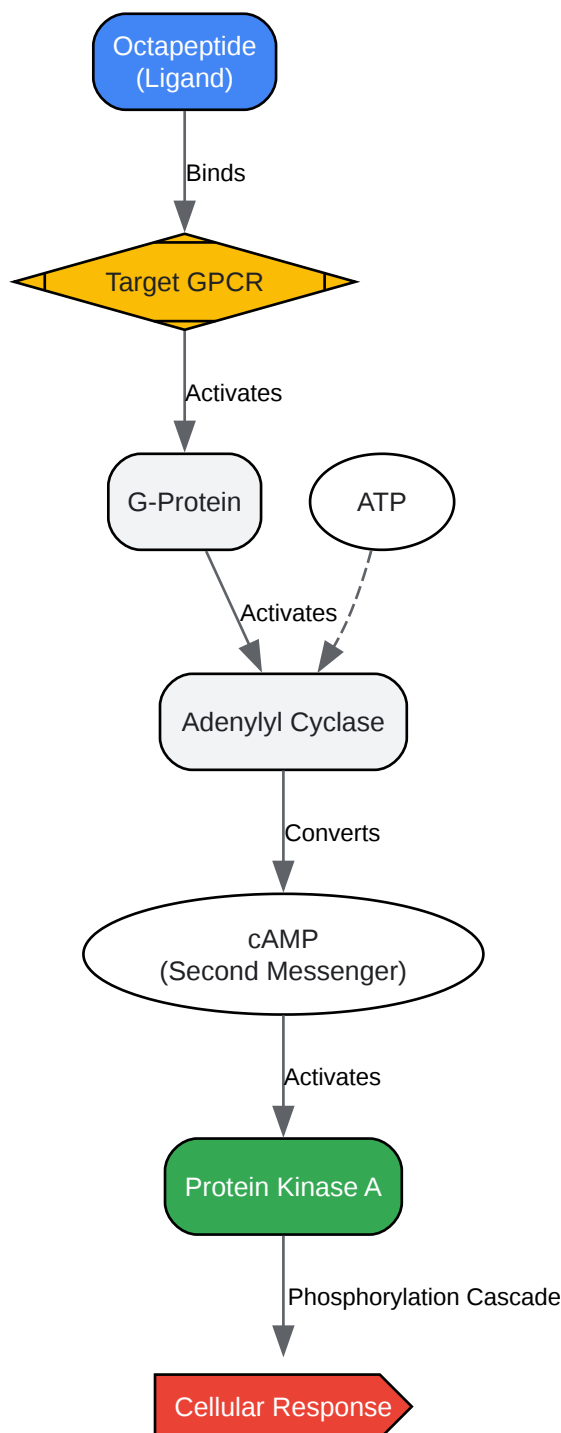 Octapeptide
(Ligand)
Binds
Target GPCR
Activates
G-Protein
ATP
Activates
Adenylyl Cyclase
Converts
cAMP
(Second Messenger)
Activates
Protein Kinase A
Phosphorylation Cascade
Cellular Response